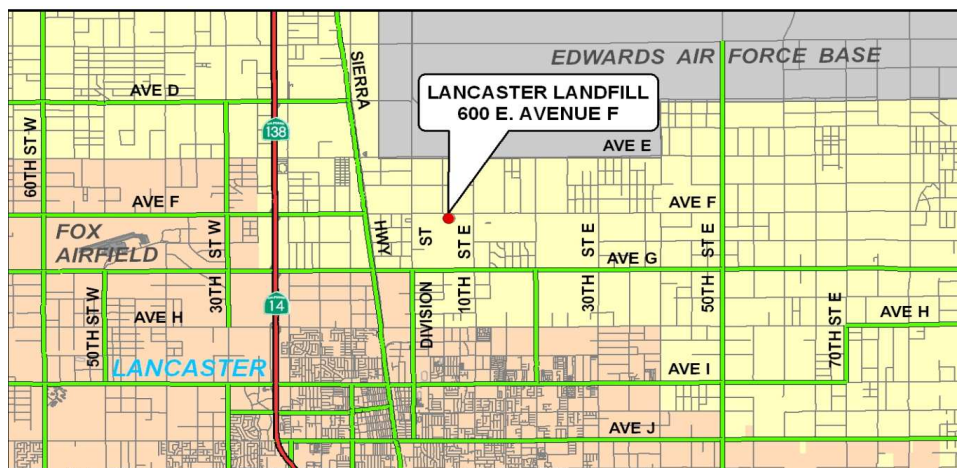 EDWARDS AIR FORCE BASE
SIERRA
HWY
AVE D
LANCASTER LANDFILL
600 E. AVENUE F
138
AVE E
60TH ST W
AVE F
AVE F
FOX
AIRFIELD
30TH ST W
DIVISION ST
10TH ST E
30TH ST E
50TH ST E
AVE G
50TH ST W
14
AVE H
70TH ST E
AVE H
LANCASTER
AVE I
AVE J